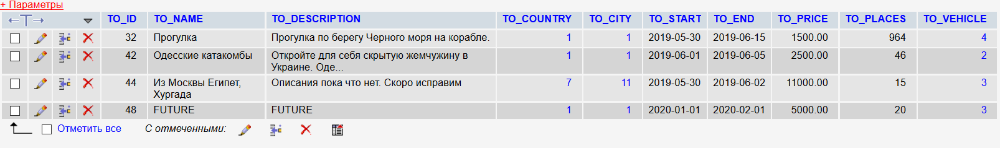 + Параметры
TO_ID TO_NAME TO_DESCRIPTION TO_COUNTRY TO_CITY TO_START TO_END TO_PRICE TO_PLACES TO_VEHICLE
32 Прогулка Прогулка по берегу Черного моря на корабле. 1 1 2019-05-30 2019-06-15 1500.00 964 4
42 Одесские катакомбы Откройте для себя скрытую жемчужину в 1 1 2019-06-01 2019-06-05 2500.00 46 2
Украине. Оде...
44 Из Москвы Египет, Описания пока что нет. Скоро исправим 7 11 2019-05-30 2019-06-02 11000.00 15 3
Хургада
48 FUTURE FUTURE 1 1 2020-01-01 2020-02-01 5000.00 20 3
Отметить все С отмеченными: